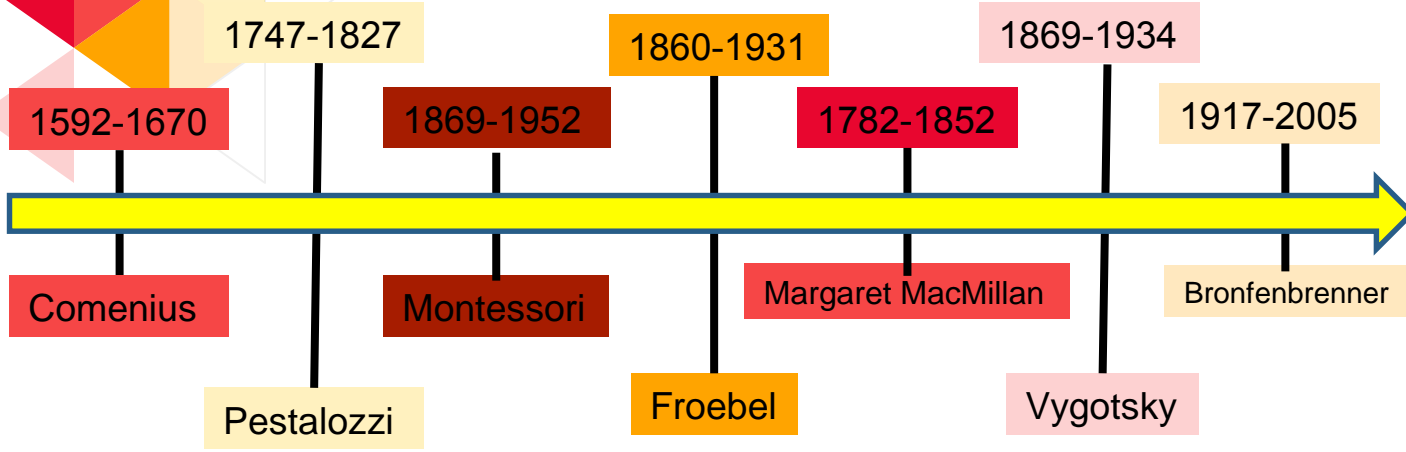 1747-1827
1869-1934
1860-1931
1592-1670
1869-1952
1782-1852
1917-2005
Comenius
Montessori
Margaret MacMillan
Bronfenbrenner
Pestalozzi
Froebel
Vygotsky